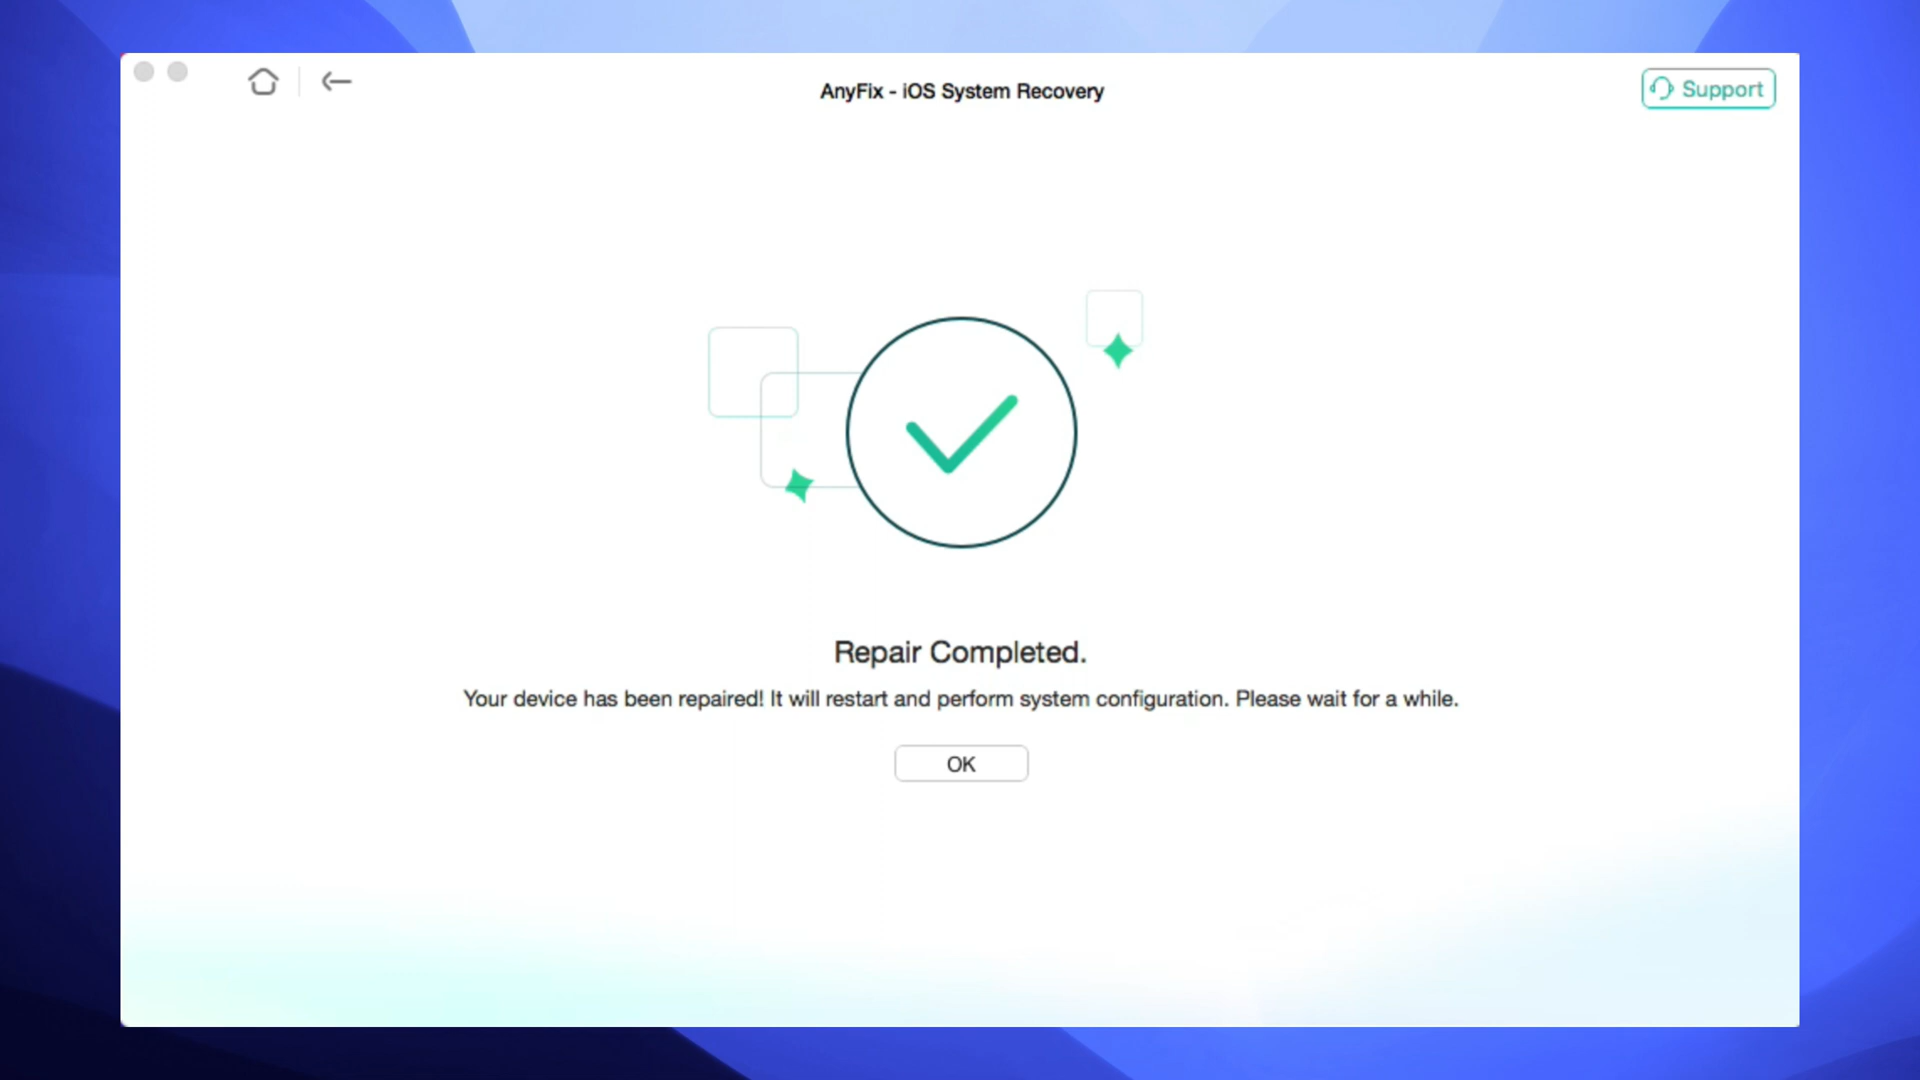 AnyFix - iOS System Recovery
Support
Repair Completed.
Your device has been repaired! It will restart and perform system configuration. Please wait for a while.
OK